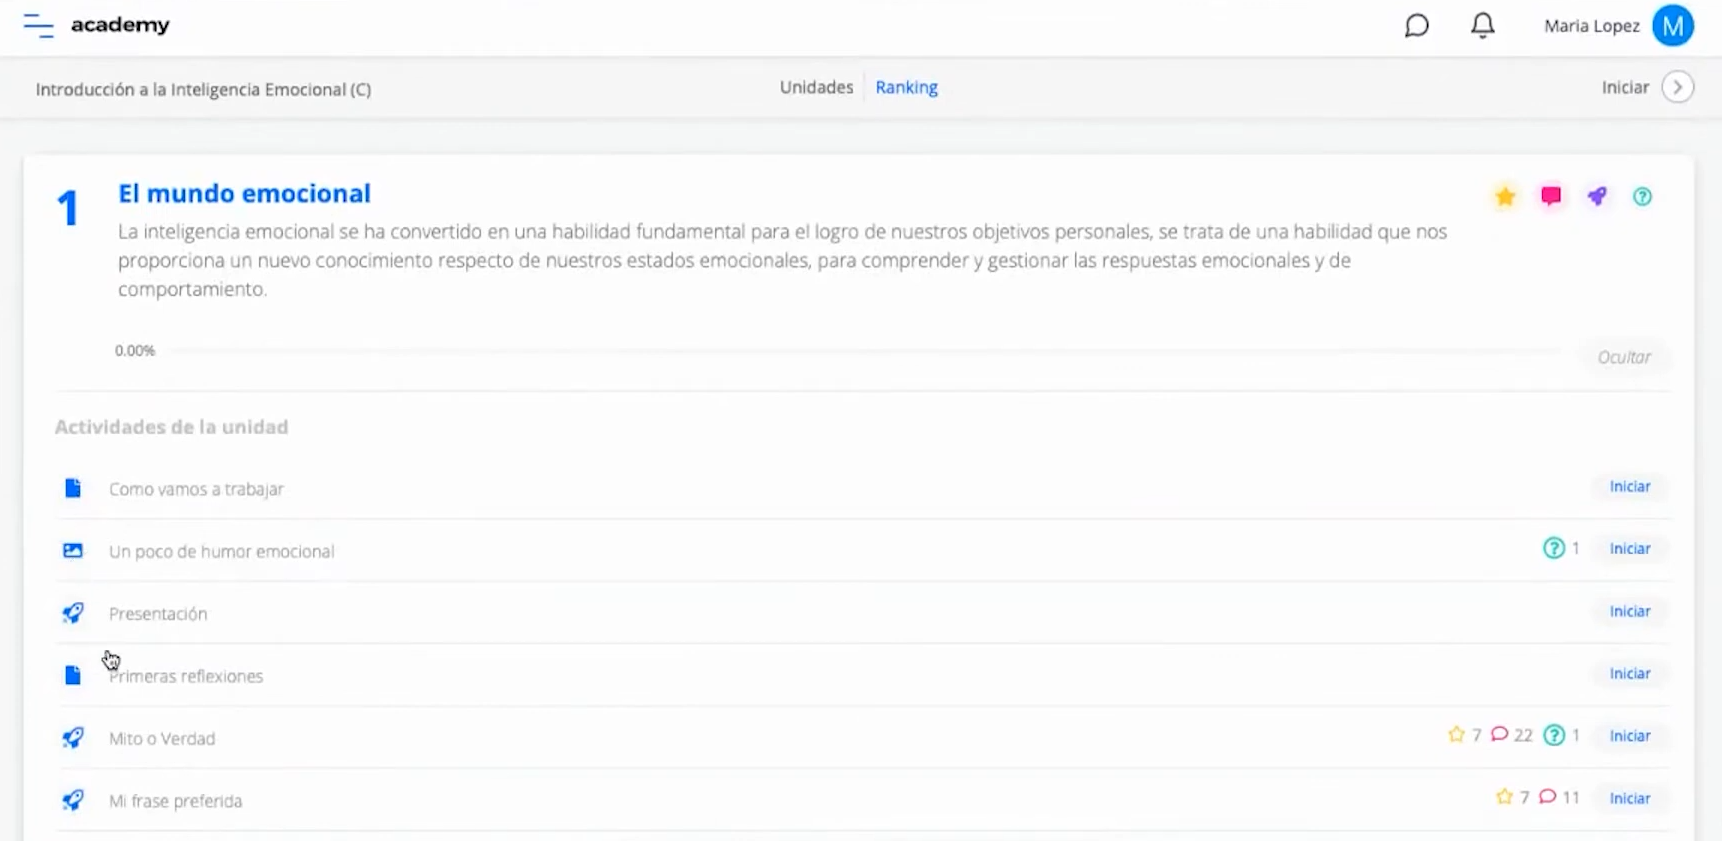 academy
Maria Lopez
M
Introducción a la Inteligencia Emocional (C)
Unidades
Ranking
Iniciar
1
El mundo emocional
La inteligencia emocional se ha convertido en una habilidad fundamental para el logro de nuestros objetivos personales, se trata de una habilidad que nos
proporciona un nuevo conocimiento respecto de nuestros estados emocionales, para comprender y gestionar las respuestas emocionales y de
comportamiento.
0.00%
Ocultar
Actividades de la unidad
Como vamos a trabajar
Iniciar
Un poco de humor emocional
1
Iniciar
Presentación
Iniciar
Primeras reflexiones
Iniciar
Mito o Verdad
7 22 1
Iniciar
Mi frase preferida
7 11
Iniciar